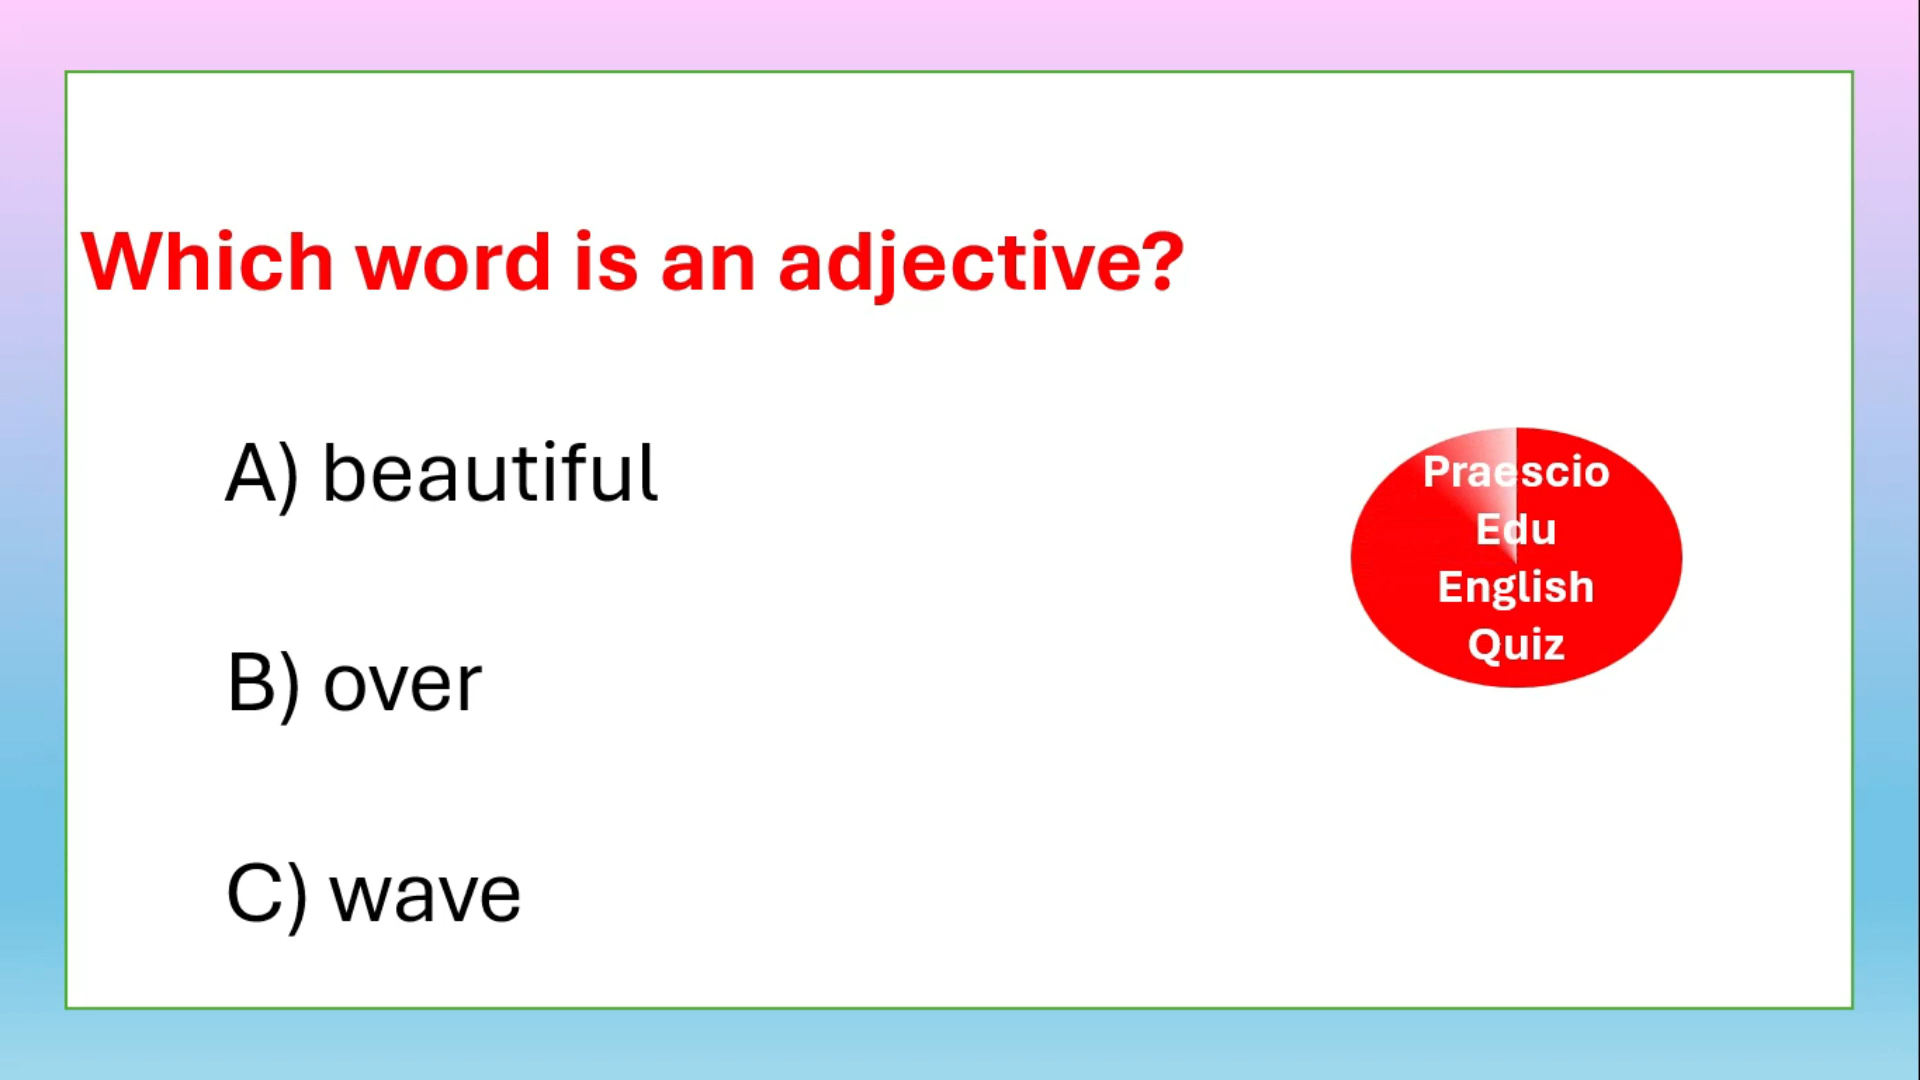 Which word is an adjective?
A) beautiful
B) over
C) wave
Praescio
Edu
English
Quiz